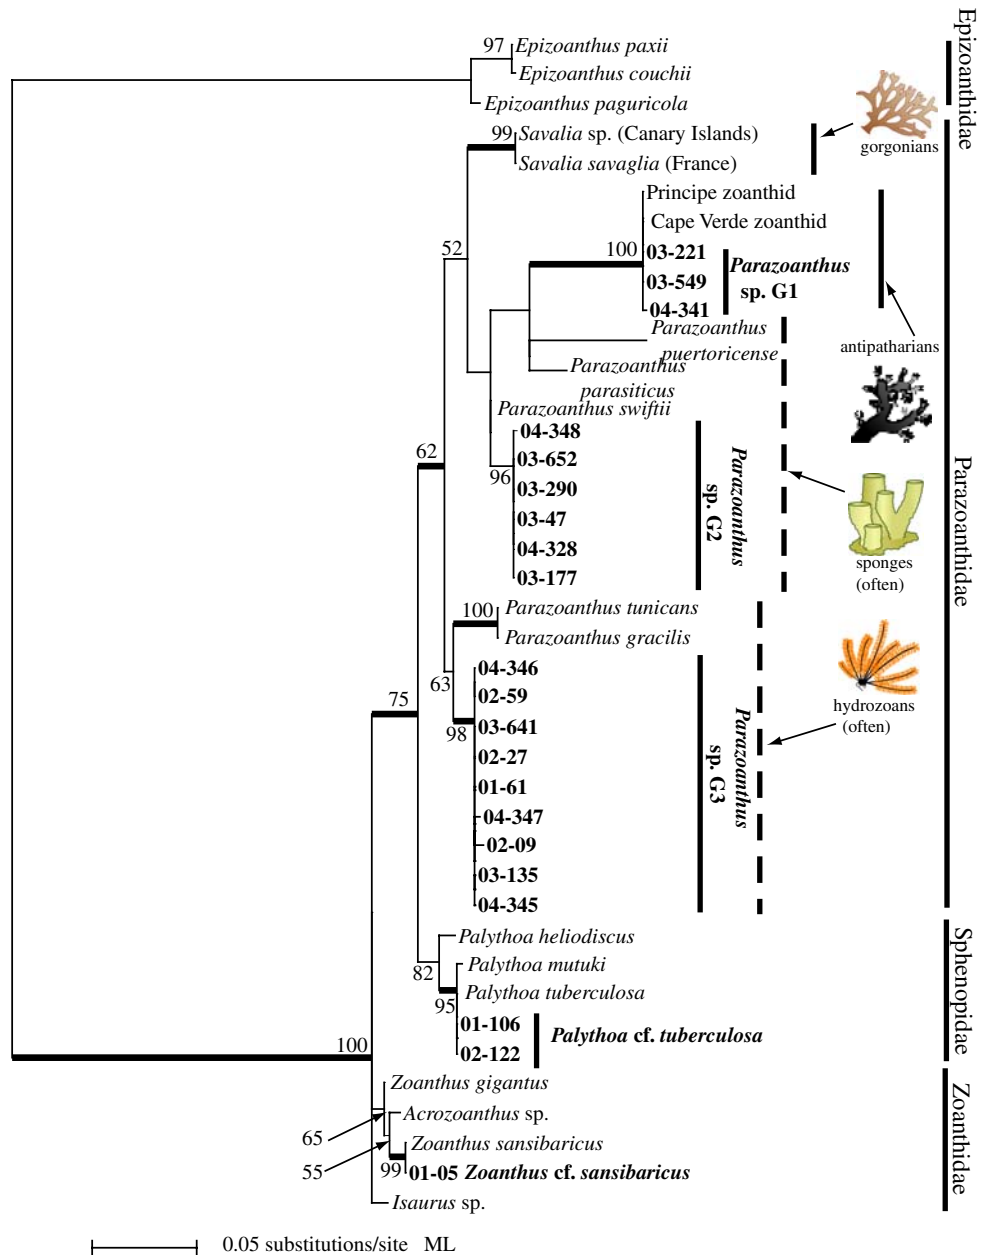 Epizoanthidae
97 Epizoanthus paxii
Epizoanthus couchii
Epizoanthus paguricola
99 Savalia sp. (Canary Islands)
Savalia savaglia (France)
gorgonians
Principe zoanthid
Cape Verde zoanthid
52
100 03-221
03-549
04-341
Parazoanthus
sp. G1
antipatharians
Parazoanthus
puertoricense
Parazoanthus
parasiticus
Parazoanthus swiftii
62
96
04-348
03-652
03-290
03-47
04-328
03-177
Parazoanthus
sp. G2
sponges
(often)
Parazoanthidae
100 Parazoanthus tunicans
Parazoanthus gracilis
63
75
98
04-346
02-59
03-641
02-27
01-61
04-347
02-09
03-135
04-345
Parazoanthus
sp. G3
hydrozoans
(often)
Palythoa heliodiscus
82
Palythoa mutuki
Palythoa tuberculosa
95
01-106
02-122
Palythoa cf. tuberculosa
Sphenopidae
100
Zoanthus gigantus
Acrozoanthus sp.
65
Zoanthus sansibaricus
55
99 01-05 Zoanthus cf. sansibaricus
Isaurus sp.
Zoanthidae
0.05 substitutions/site ML